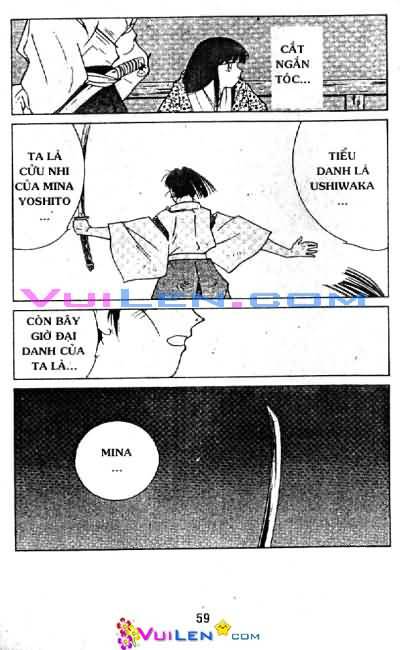 CẮT
NGẮN
TÓC...
TA LÀ
CỬU NHI
CỦA MINA
YOSHITO
...
TIỂU
DANH LÀ
USHIWAKA
...
VUILEN.COM
CÒN BÂY
GIỜ ĐẠI
DANH CỦA
TA LÀ...
MINA
...
59
VUILEN.COM